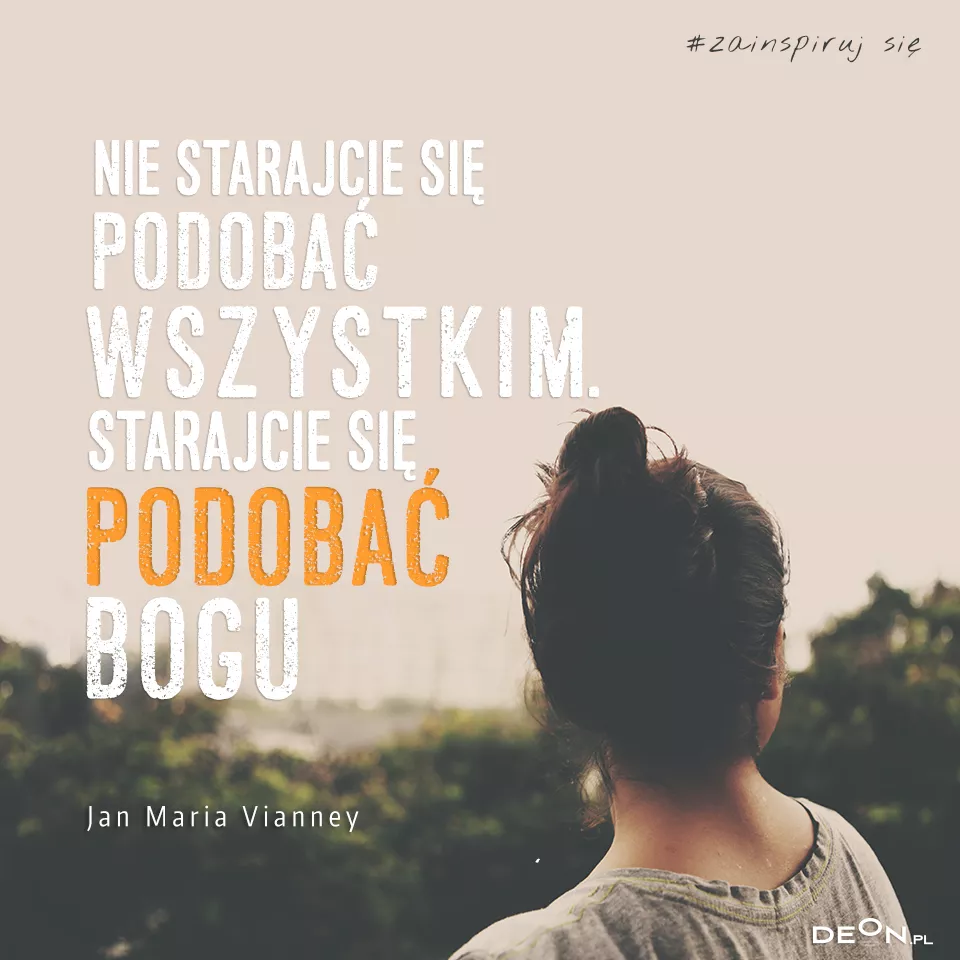 #zainspiruj się
NIE STARAJCIE SIĘ
PODOBAĆ
WSZYSTKIM.
STARAJCIE SIĘ
PODOBAĆ
BOGU
Jan Maria Vianney
DEON.PL